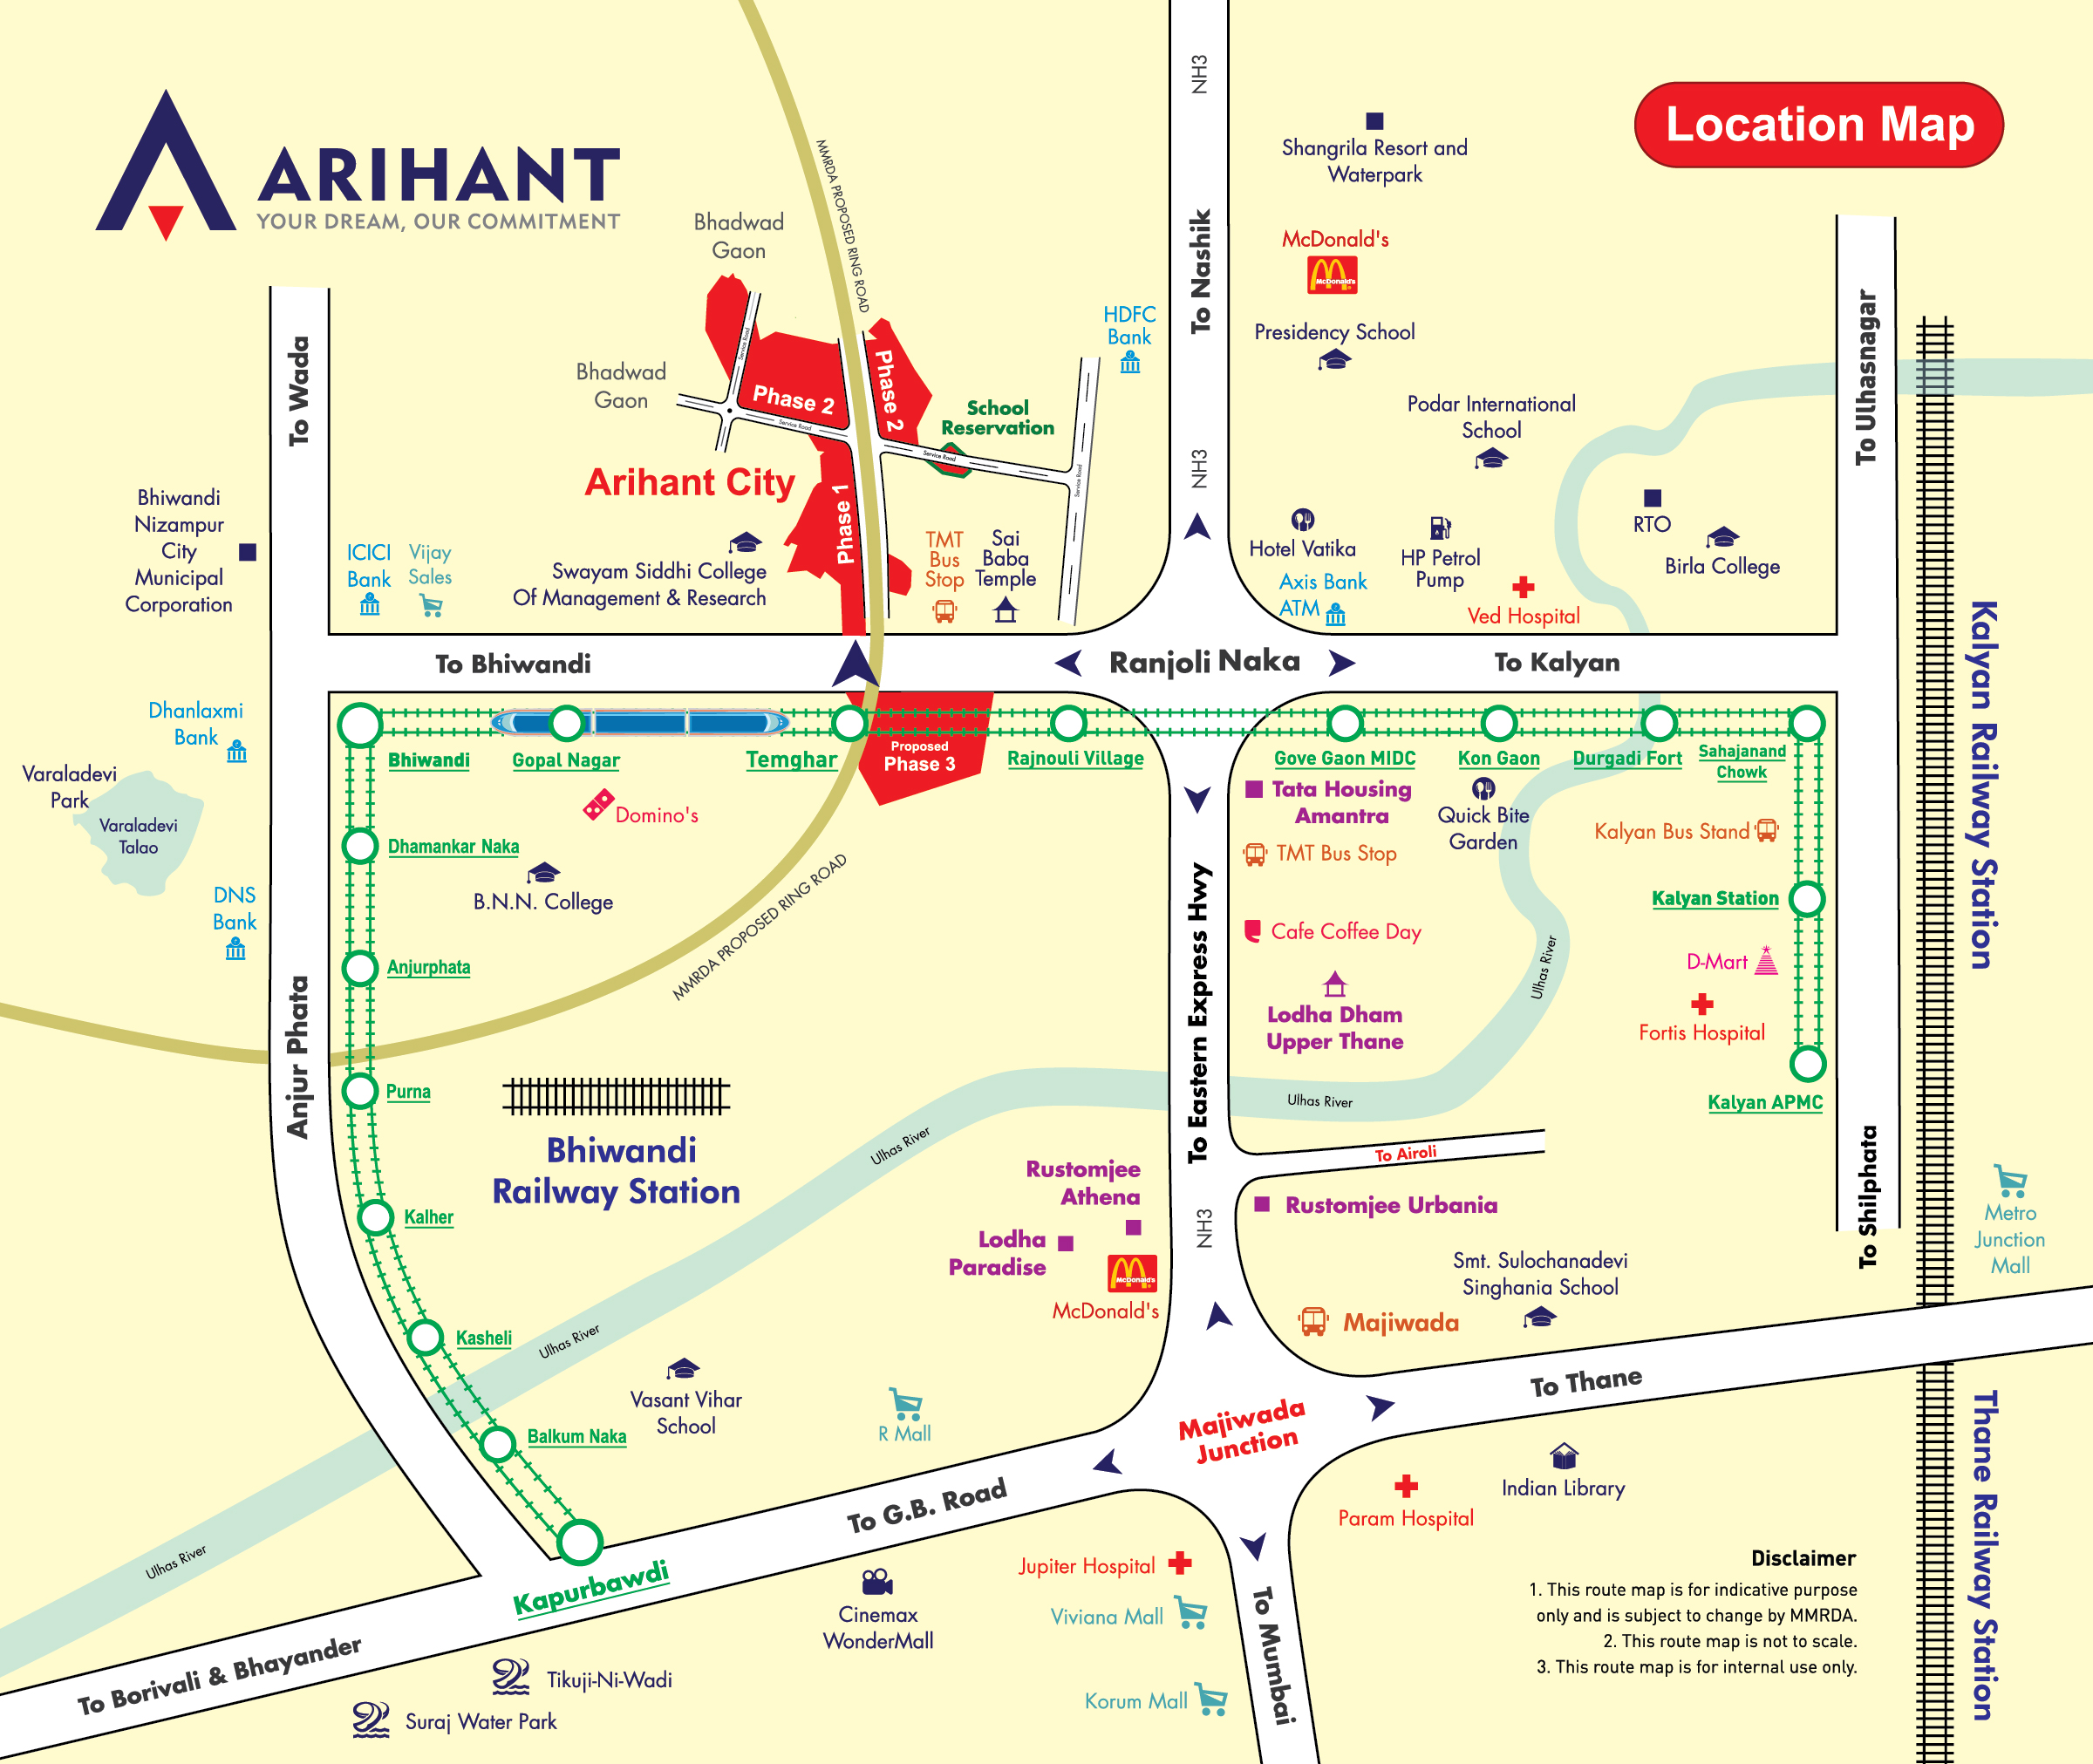 ARIHANT
YOUR DREAM, OUR COMMITMENT
Location Map
NH3
To Nashik
NH3
Shangrila Resort and
Waterpark
McDonald's
McDonald's
Presidency School
Podar International
School
RTO
Birla College
Hotel Vatika
HP Petrol
Pump
Axis Bank
ATM
Ved Hospital
To Ulhasnagar
Kalyan Railway Station
Bhadwad
Gaon
Bhadwad
Gaon
MMRDA PROPOSED RING ROAD
Service Road
Phase 2
Phase 2
Service Road
School
Reservation
Service Road
Service Road
HDFC
Bank
Arihant City
Phase 1
Swayam Siddhi College
Of Management & Research
TMT
Bus
Stop
Sai
Baba
Temple
To Wada
Bhiwandi
Nizampur
City
Municipal
Corporation
ICICI
Bank
Vijay
Sales
To Bhiwandi
Ranjoli Naka
To Kalyan
Dhanlaxmi
Bank
Varaladevi
Park
Varaladevi
Talao
DNS
Bank
Anjur Phata
Bhiwandi
Gopal Nagar
Temghar
Proposed
Phase 3
Rajnouli Village
Gove Gaon MIDC
Kon Gaon
Durgadi Fort
Sahajanand
Chowk
Domino's
Dhamankar Naka
B.N.N. College
Anjurphata
MMRDA PROPOSED RING ROAD
Purna
Kalher
Kasheli
Balkum Naka
Kapurbawdi
Bhiwandi
Railway Station
Ulhas River
Ulhas River
Ulhas River
Tata Housing
Amantra
TMT Bus Stop
Cafe Coffee Day
Lodha Dham
Upper Thane
Quick Bite
Garden
Kalyan Bus Stand
Kalyan Station
D-Mart
Fortis Hospital
Kalyan APMC
Ulhas River
Ulhas River
To Eastern Express Hwy
NH3
To Airoli
To Shilphata
Rustomjee
Athena
Lodha
Paradise
McDonald's
McDonald's
Rustomjee Urbania
Smt. Sulochanadevi
Singhania School
Majiwada
Metro
Junction
Mall
Vasant Vihar
School
R Mall
Majiwada
Junction
To Thane
To G.B. Road
To Borivali & Bhayander
To Mumbai
Indian Library
Param Hospital
Thane Railway Station
Jupiter Hospital
Viviana Mall
Korum Mall
Cinemax
WonderMall
Tikuji-Ni-Wadi
Suraj Water Park
Disclaimer
1. This route map is for indicative purpose
only and is subject to change by MMRDA.
2. This route map is not to scale.
3. This route map is for internal use only.